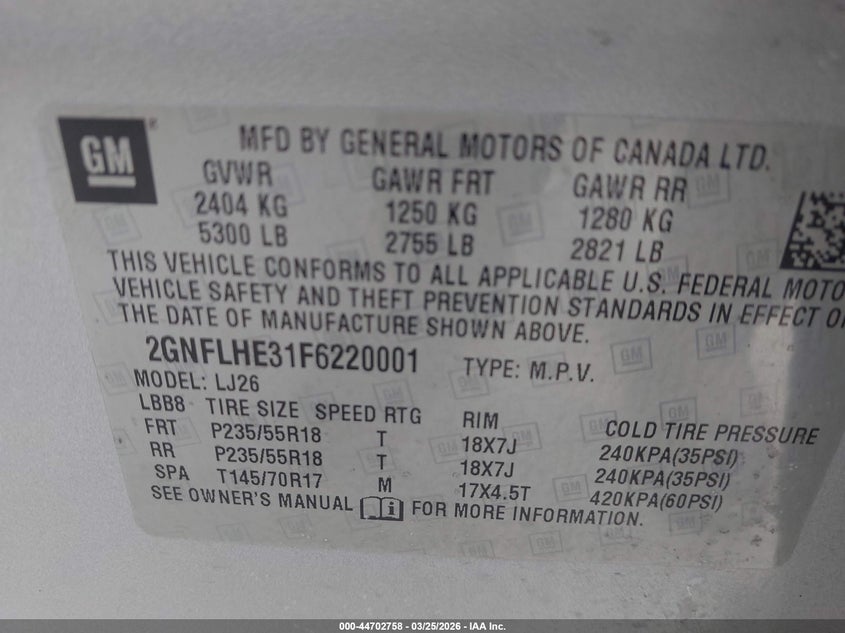 GM
MFD BY GENERAL MOTORS OF CANADA LTD.
GVWR GAWR FRT GAWR RR
2404 KG 1250 KG 1280 KG
5300 LB 2755 LB 2821 LB
THIS VEHICLE CONFORMS TO ALL APPLICABLE U.S. FEDERAL MOTO
VEHICLE SAFETY AND THEFT PREVENTION STANDARDS IN EFFECT O
THE DATE OF MANUFACTURE SHOWN ABOVE.
2GNFLHE31F6220001 TYPE: M.P.V.
MODEL: LJ26
LBB8 TIRE SIZE SPEED RTG RIM COLD TIRE PRESSURE
FRT P235/55R18 T 18X7J 240KPA(35PSI)
RR P235/55R18 T 18X7J 240KPA(35PSI)
SPA T145/70R17 M 17X4.5T 420KPA(60PSI)
SEE OWNER'S MANUAL FOR MORE INFORMATION.
000-44702758 - 03/25/2026 - IAA Inc.